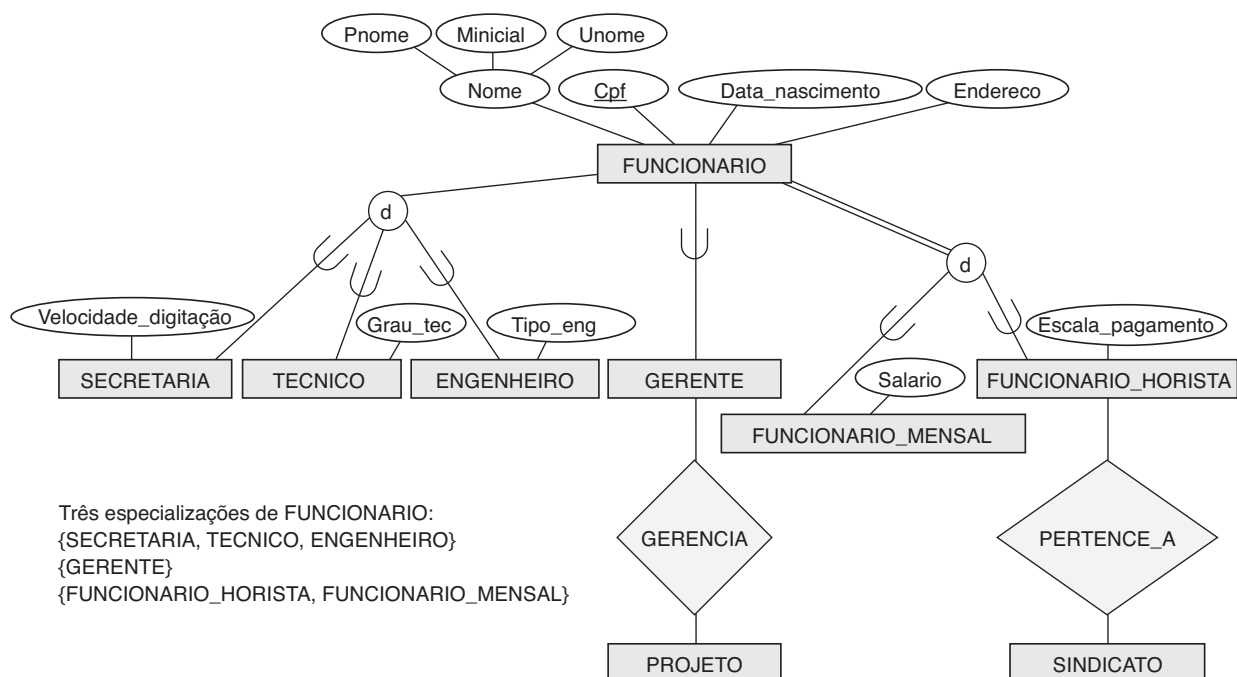 Pnome
Minicial
Unome
Nome
Cpf
Data_nascimento
Endereco
FUNCIONARIO
d
d
Velocidade_digitação
Grau_tec
Tipo_eng
Escala_pagamento
SECRETARIA
TECNICO
ENGENHEIRO
GERENTE
Salario
FUNCIONARIO_HORISTA
FUNCIONARIO_MENSAL
Três especializações de FUNCIONARIO:
{SECRETARIA, TECNICO, ENGENHEIRO}
{GERENTE}
{FUNCIONARIO_HORISTA, FUNCIONARIO_MENSAL}
GERENCIA
PERTENCE_A
PROJETO
SINDICATO